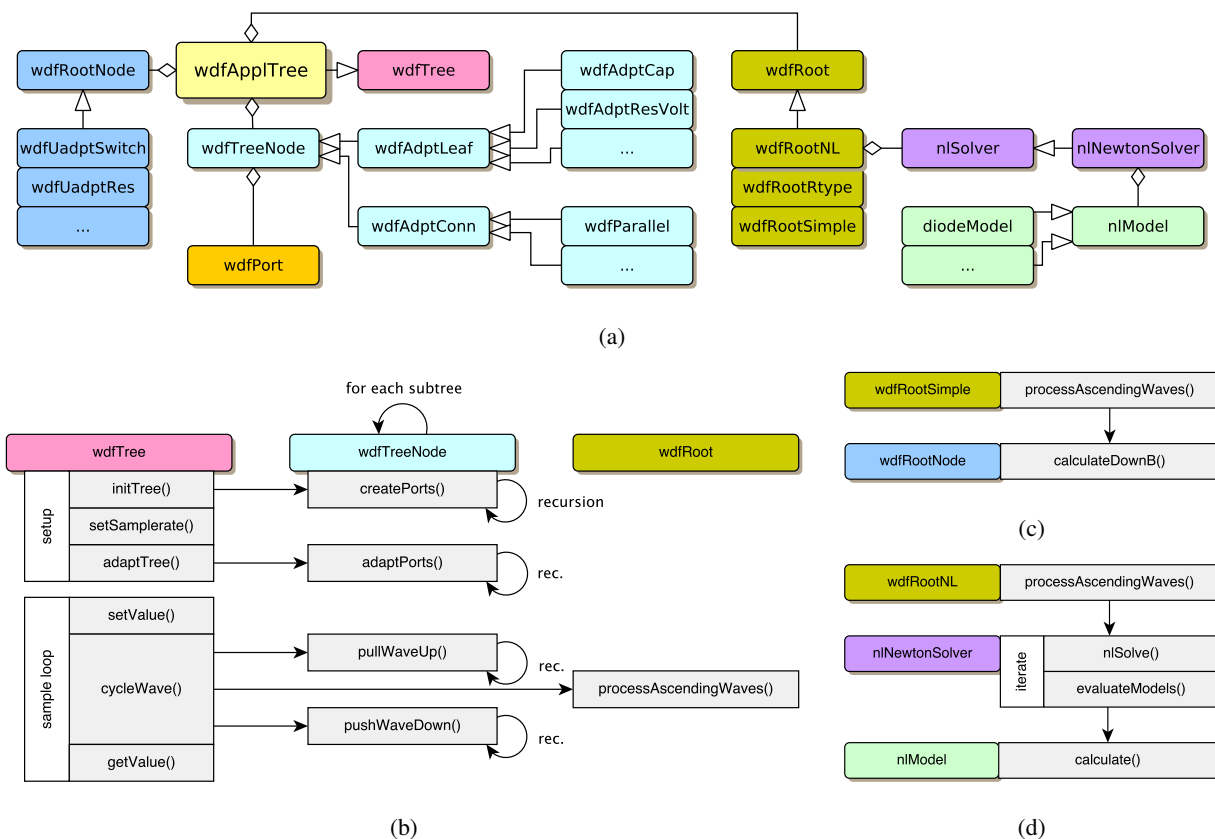 wdfRootNode
wdfApplTree
wdfTree
wdfAdptCap
wdfRoot
wdfAdptResVolt
wdfUadptSwitch
wdfTreeNode
wdfAdptLeaf
...
wdfRootNL
nlSolver
nlNewtonSolver
wdfUadptRes
wdfRootRtype
...
wdfAdptConn
wdfParallel
wdfRootSimple
diodeModel
nlModel
wdfPort
...
...
(a)
for each subtree
wdfTree
wdfTreeNode
wdfRoot
setup
initTree()
createPorts()
recursion
setSamplerate()
adaptTree()
adaptPorts()
rec.
sample loop
setValue()
pullWaveUp()
rec.
cycleWave()
processAscendingWaves()
pushWaveDown()
rec.
getValue()
(b)
wdfRootSimple
processAscendingWaves()
wdfRootNode
calculateDownB()
(c)
wdfRootNL
processAscendingWaves()
nlNewtonSolver
iterate
nlSolve()
evaluateModels()
nlModel
calculate()
(d)